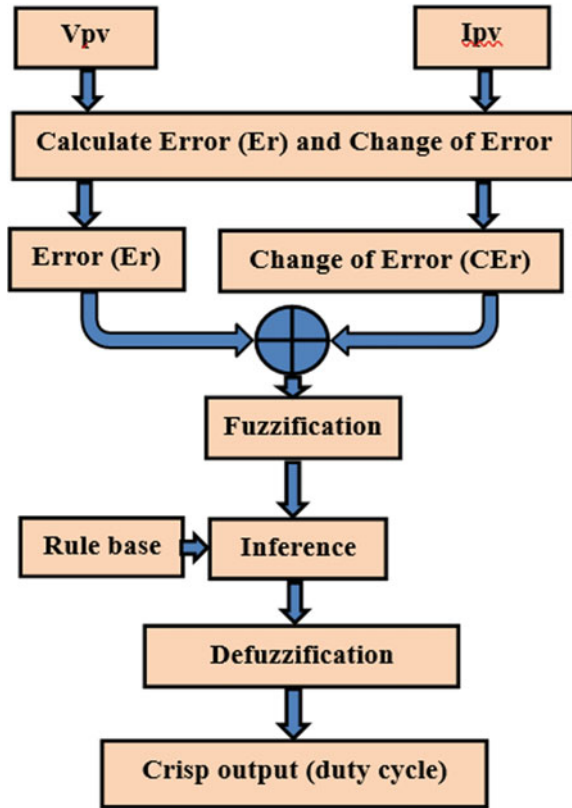 Vpv
Ipv
Calculate Error (Er) and Change of Error
Error (Er)
Change of Error (CEr)
Fuzzification
Rule base
Inference
Defuzzification
Crisp output (duty cycle)